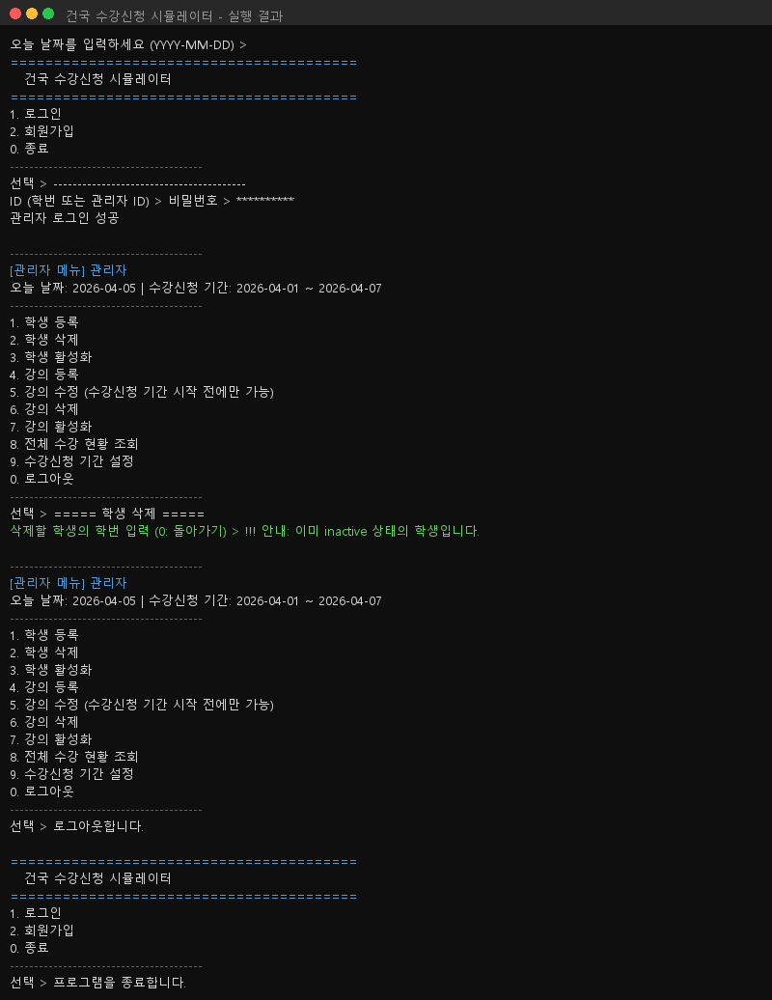 건국 수강신청 시뮬레이터 - 실행 결과
오늘 날짜를 입력하세요 (YYYY-MM-DD) >
========================================
건국 수강신청 시뮬레이터
========================================
1. 로그인
2. 회원가입
0. 종료
----------------------------------------
선택 > ----------------------------------------
ID (학번 또는 관리자 ID) > 비밀번호 > **********
관리자 로그인 성공
----------------------------------------
[관리자 메뉴] 관리자
오늘 날짜: 2026-04-05 | 수강신청 기간: 2026-04-01 ~ 2026-04-07
----------------------------------------
1. 학생 등록
2. 학생 삭제
3. 학생 활성화
4. 강의 등록
5. 강의 수정 (수강신청 기간 시작 전에만 가능)
6. 강의 삭제
7. 강의 활성화
8. 전체 수강 현황 조회
9. 수강신청 기간 설정
0. 로그아웃
----------------------------------------
선택 > ===== 학생 삭제 =====
삭제할 학생의 학번 입력 (0: 돌아가기) > !!! 안내: 이미 inactive 상태의 학생입니다.
----------------------------------------
[관리자 메뉴] 관리자
오늘 날짜: 2026-04-05 | 수강신청 기간: 2026-04-01 ~ 2026-04-07
----------------------------------------
1. 학생 등록
2. 학생 삭제
3. 학생 활성화
4. 강의 등록
5. 강의 수정 (수강신청 기간 시작 전에만 가능)
6. 강의 삭제
7. 강의 활성화
8. 전체 수강 현황 조회
9. 수강신청 기간 설정
0. 로그아웃
----------------------------------------
선택 > 로그아웃합니다.
========================================
건국 수강신청 시뮬레이터
========================================
1. 로그인
2. 회원가입
0. 종료
----------------------------------------
선택 > 프로그램을 종료합니다.